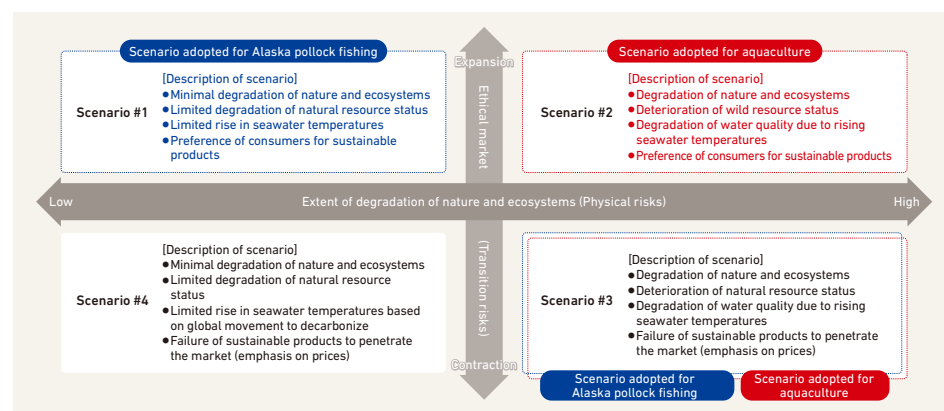 Scenario adopted for Alaska pollock fishing
Scenario #1
[Description of scenario]
●Minimal degradation of nature and ecosystems
●Limited degradation of natural resource status
●Limited rise in seawater temperatures
●Preference of consumers for sustainable
products
Expansion
Ethical market
Scenario adopted for aquaculture
Scenario #2
[Description of scenario]
●Degradation of nature and ecosystems
●Deterioration of wild resource status
●Degradation of water quality due to rising
seawater temperatures
●Preference of consumers for sustainable products
Low
Extent of degradation of nature and ecosystems (Physical risks)
High
Scenario #4
[Description of scenario]
●Minimal degradation of nature and ecosystems
●Limited degradation of natural resource
status
●Limited rise in seawater temperatures based
on global movement to decarbonize
●Failure of sustainable products to penetrate
the market (emphasis on prices)
(Transition risks)
Contraction
Scenario #3
[Description of scenario]
●Degradation of nature and ecosystems
●Deterioration of natural resource status
●Degradation of water quality due to rising
seawater temperatures
●Failure of sustainable products to penetrate
the market (emphasis on prices)
Scenario adopted for
Alaska pollock fishing
Scenario adopted for
aquaculture